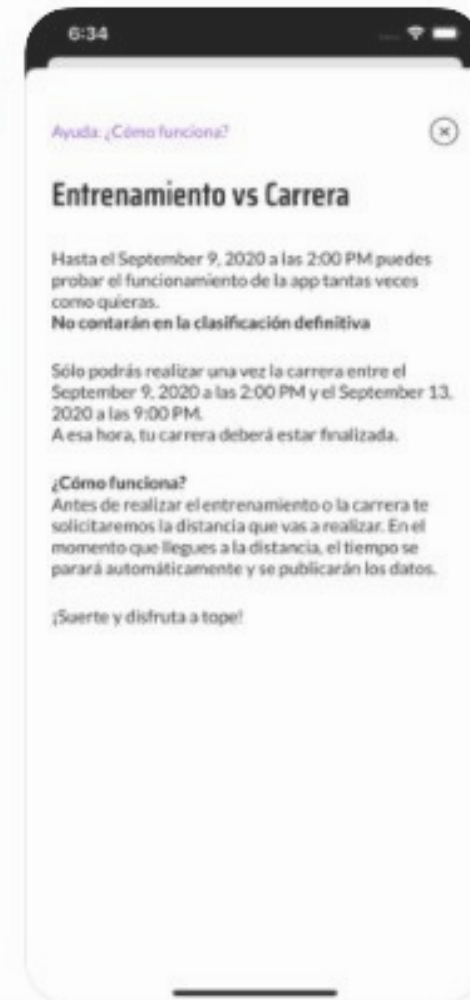 6:34
Ayuda: ¿Cómo funciona?
Entrenamiento vs Carrera
Hasta el September 9, 2020 a las 2:00 PM puedes
probar el funcionamiento de la app tantas veces
como quieras.
No contarán en la clasificación definitiva
Sólo podrás realizar una vez la carrera entre el
September 9, 2020 a las 2:00 PM y el September 13,
2020 a las 9:00 PM.
A esa hora, tu carrera deberá estar finalizada.
¿Cómo funciona?
Antes de realizar el entrenamiento o la carrera te
solicitaremos la distancia que vas a realizar. En el
momento que llegues a la distancia, el tiempo se
parará automáticamente y se publicarán los datos.
¡Suerte y disfruta a tope!